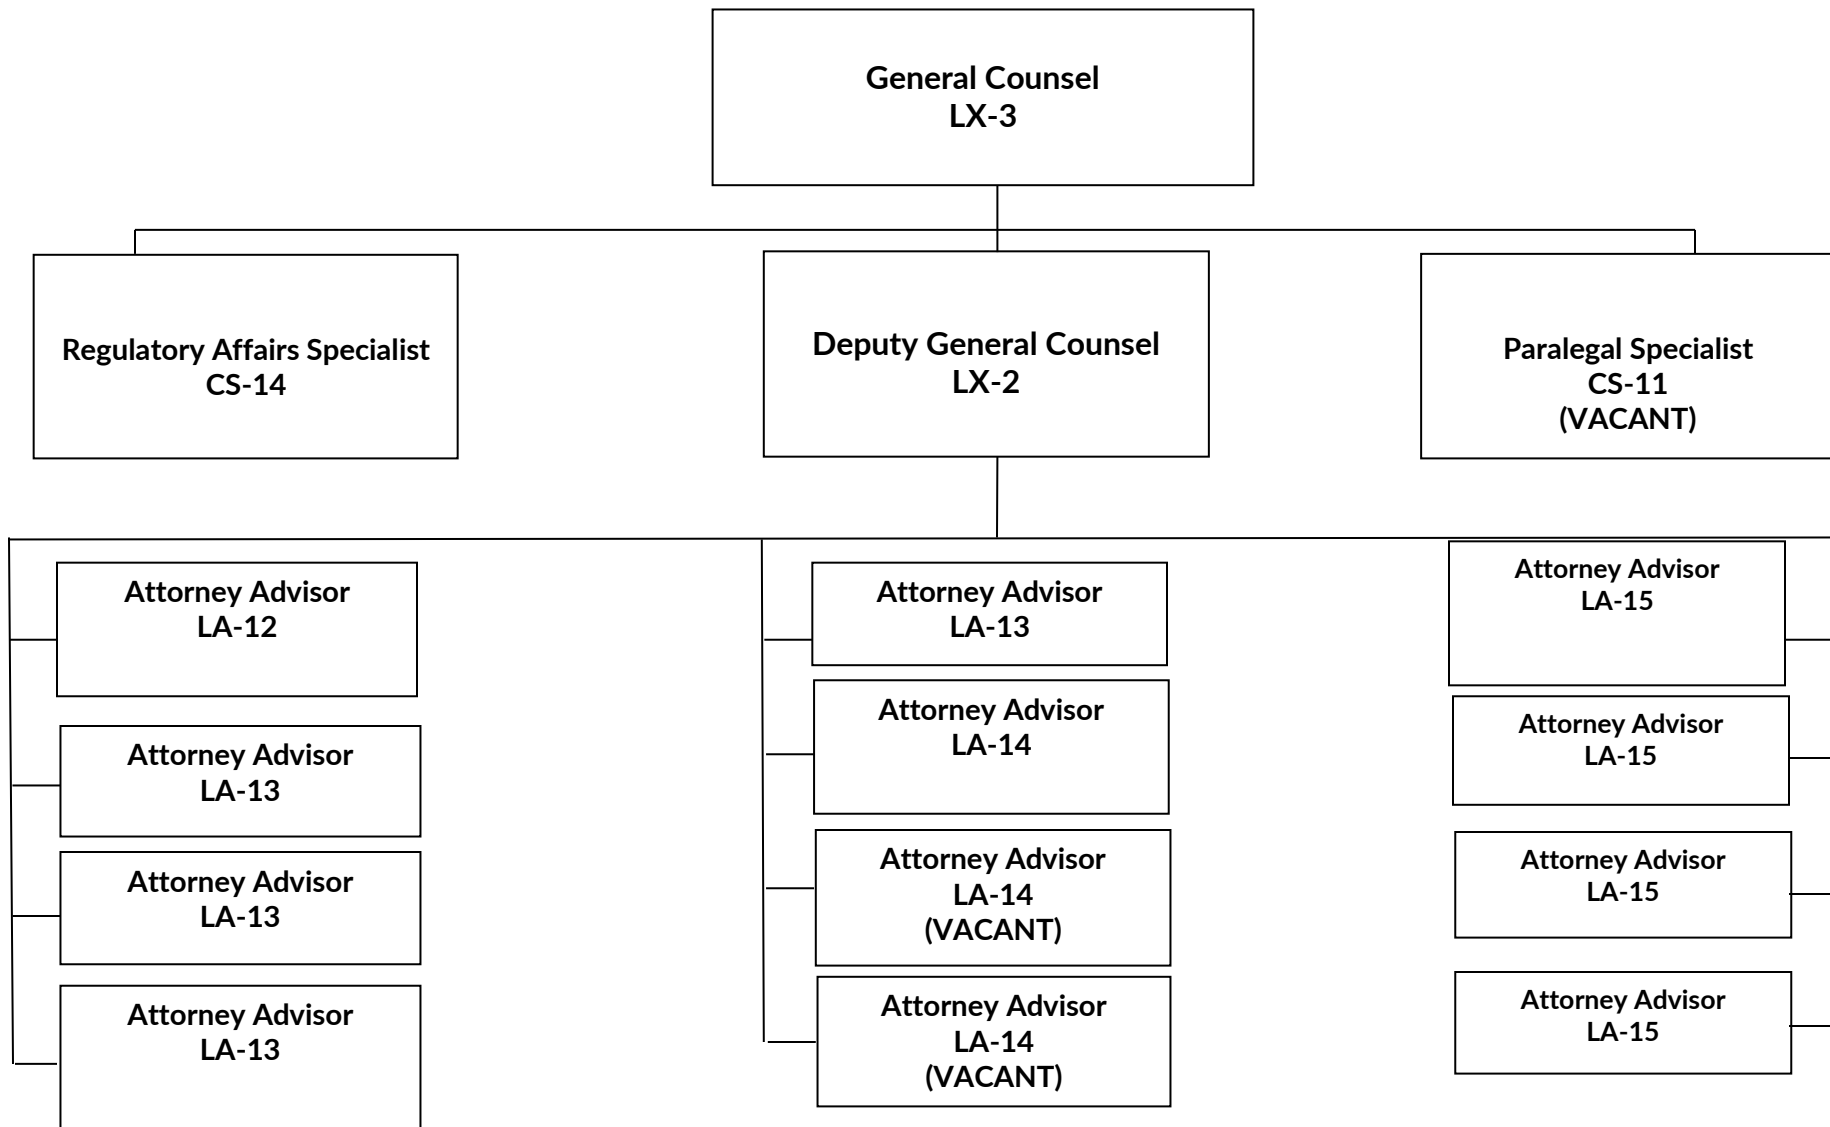 General Counsel
LX-3
Regulatory Affairs Specialist
CS-14
Deputy General Counsel
LX-2
Paralegal Specialist
CS-11
(VACANT)
Attorney Advisor
LA-12
Attorney Advisor
LA-13
Attorney Advisor
LA-13
Attorney Advisor
LA-13
Attorney Advisor
LA-13
Attorney Advisor
LA-14
Attorney Advisor
LA-14
(VACANT)
Attorney Advisor
LA-14
(VACANT)
Attorney Advisor
LA-15
Attorney Advisor
LA-15
Attorney Advisor
LA-15
Attorney Advisor
LA-15